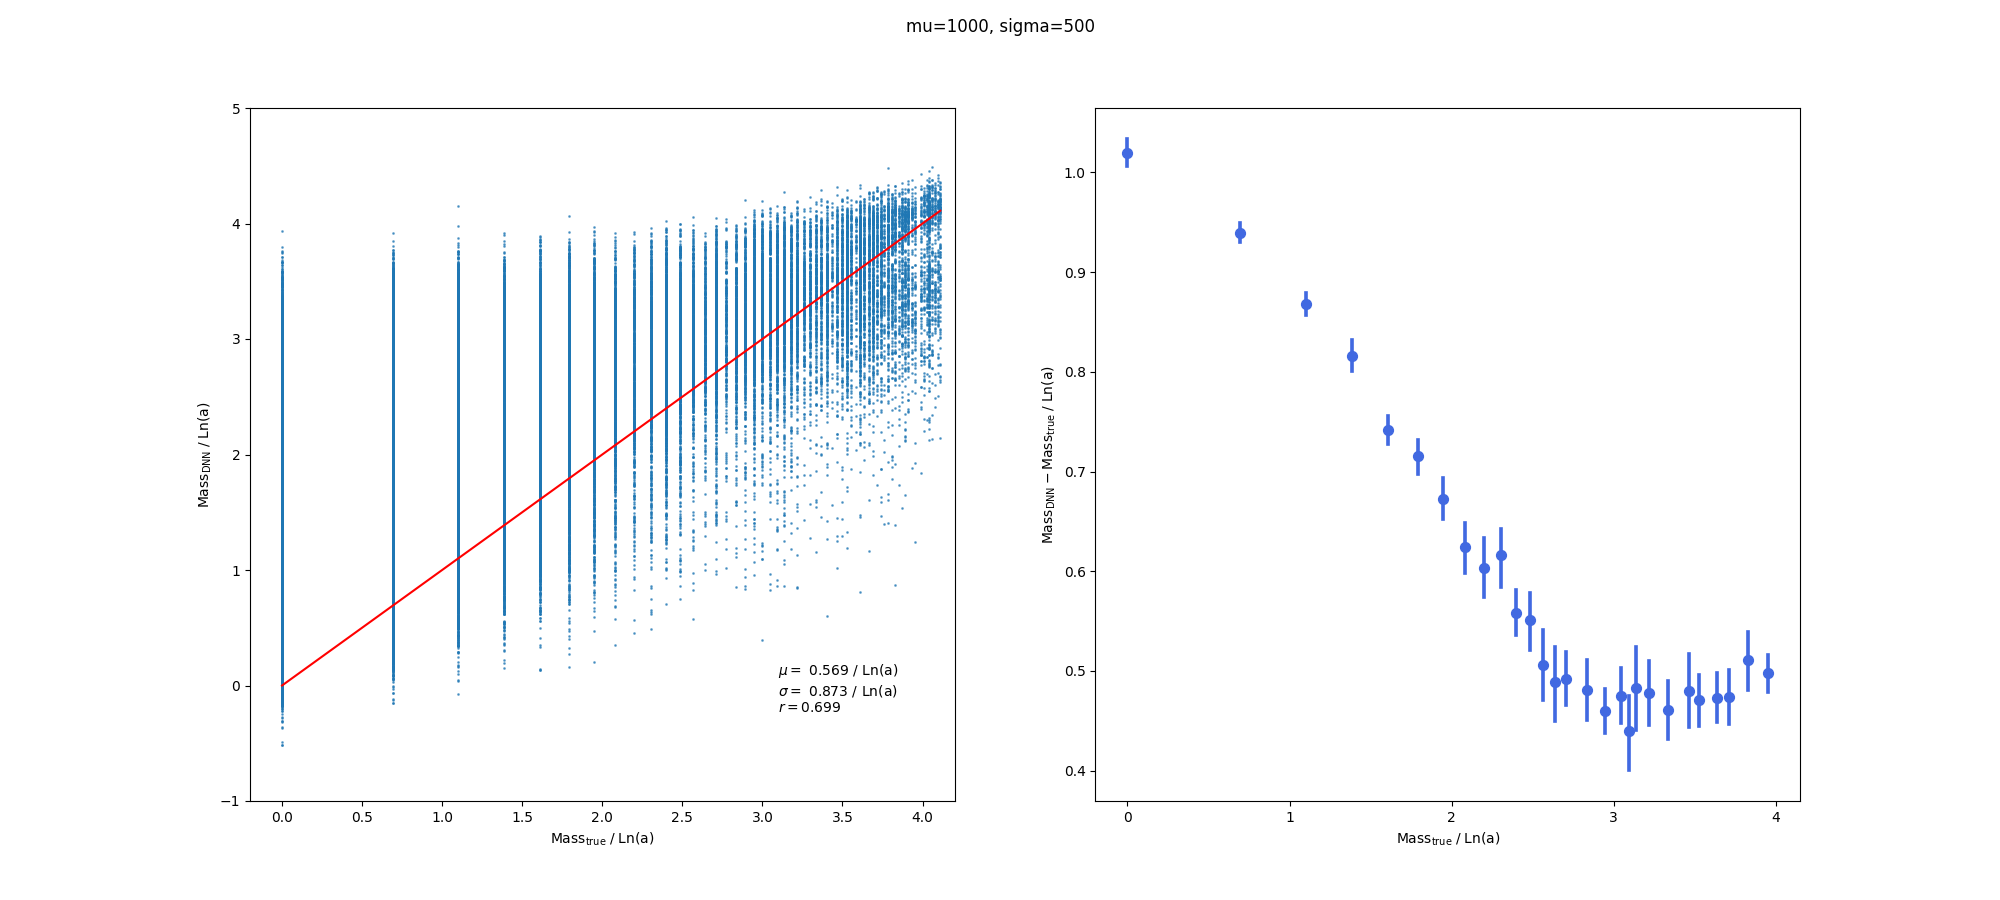 mu=1000, sigma=500
5
4
3
2
1
0
−1
Mass_DNN / Ln(a)
μ = 0.569 / Ln(a)
σ = 0.873 / Ln(a)
r = 0.699
0.0 0.5 1.0 1.5 2.0 2.5 3.0 3.5 4.0
Mass_true / Ln(a)
1.0
0.9
0.8
0.7
0.6
0.5
0.4
Mass_DNN − Mass_true / Ln(a)
0 1 2 3 4
Mass_true / Ln(a)